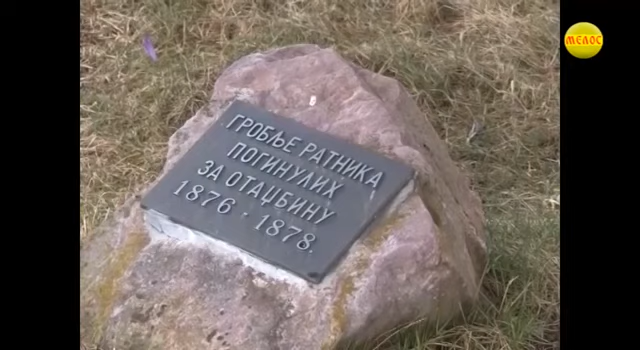 МЕЛОС
ГРОБЉЕ РАТНИКА
ПОГИНУЛИХ
ЗА ОТАЏБИНУ
1876 - 1878.